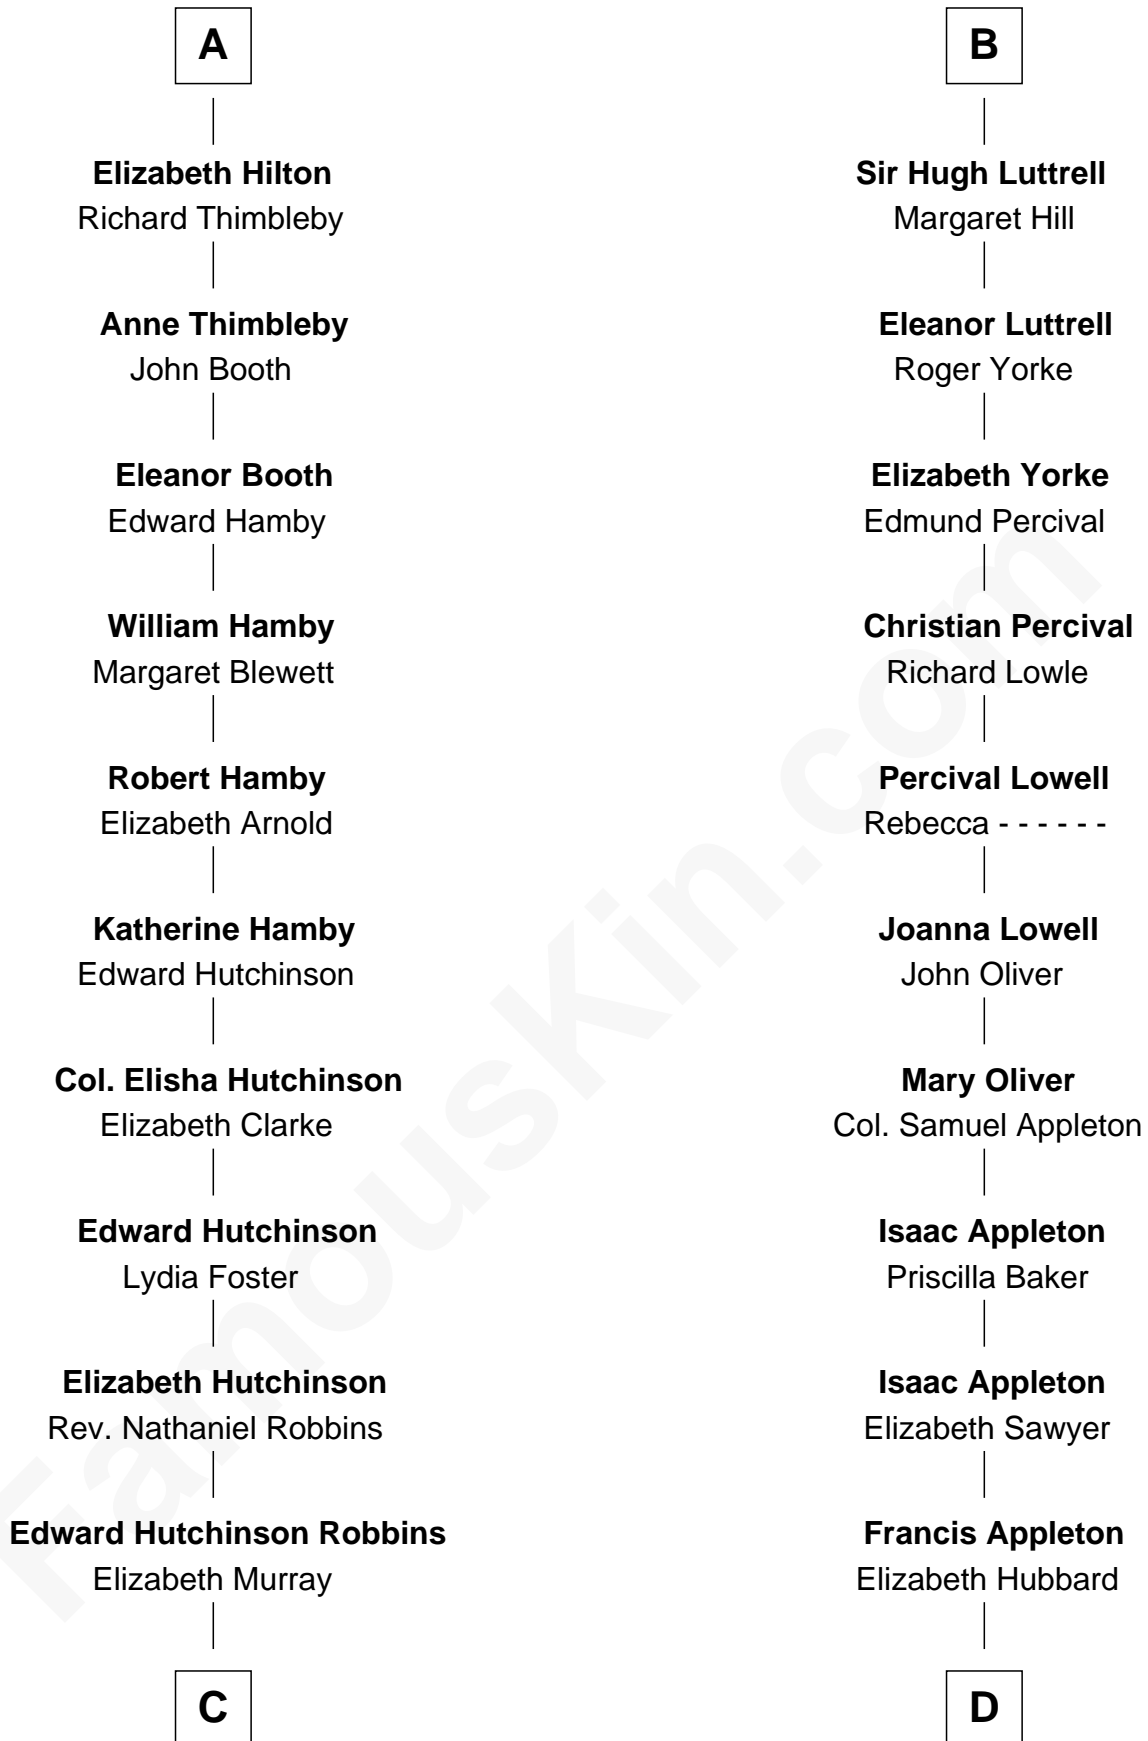 A
Elizabeth Hilton
Richard Thimbleby
Anne Thimbleby
John Booth
Eleanor Booth
Edward Hamby
William Hamby
Margaret Blewett
Robert Hamby
Elizabeth Arnold
Katherine Hamby
Edward Hutchinson
Col. Elisha Hutchinson
Elizabeth Clarke
Edward Hutchinson
Lydia Foster
Elizabeth Hutchinson
Rev. Nathaniel Robbins
Edward Hutchinson Robbins
Elizabeth Murray
C
B
Sir Hugh Luttrell
Margaret Hill
Eleanor Luttrell
Roger Yorke
Elizabeth Yorke
Edmund Percival
Christian Percival
Richard Lowle
Percival Lowell
Rebecca - - - - - -
Joanna Lowell
John Oliver
Mary Oliver
Col. Samuel Appleton
Isaac Appleton
Priscilla Baker
Isaac Appleton
Elizabeth Sawyer
Francis Appleton
Elizabeth Hubbard
D
FamousKin.com